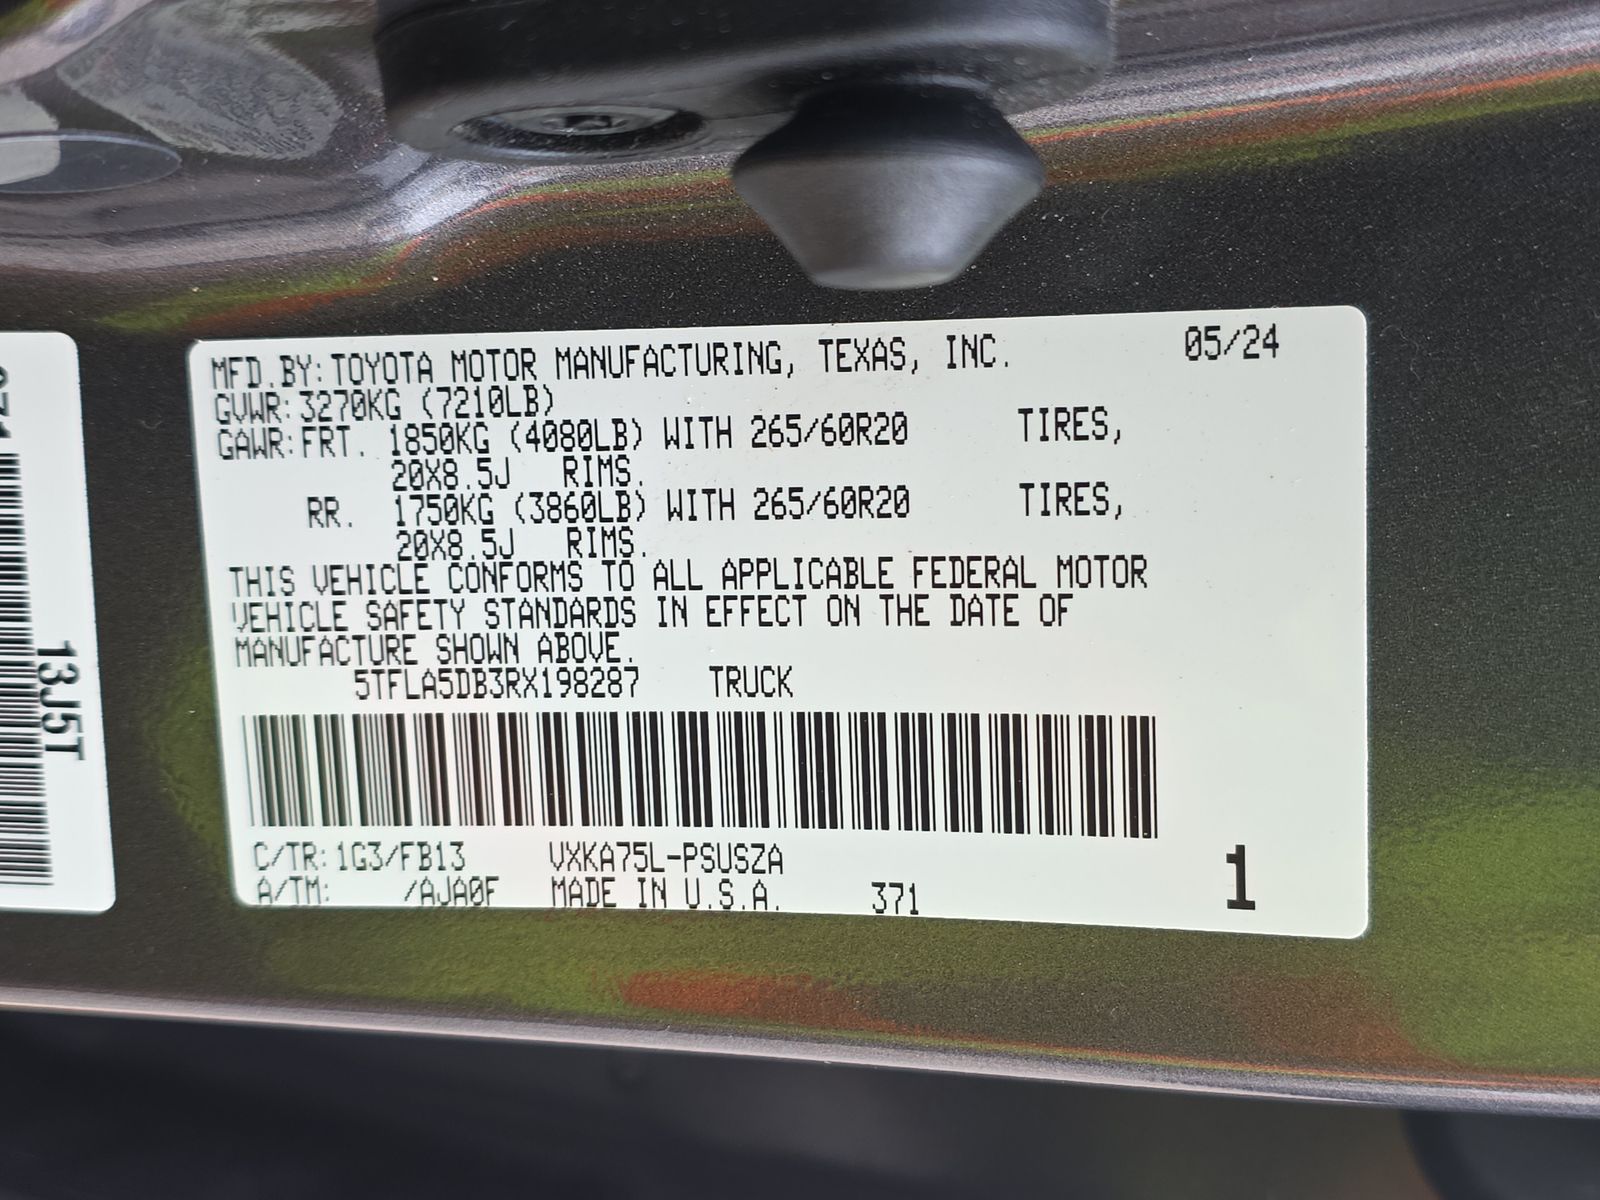 MFD.BY:TOYOTA MOTOR MANUFACTURING, TEXAS, INC. 05/24
GVWR:3270KG (7210LB)
GAWR:FRT. 1850KG (4080LB) WITH 265/60R20 TIRES,
20X8.5J RIMS.
RR. 1750KG (3860LB) WITH 265/60R20 TIRES,
20X8.5J RIMS.
THIS VEHICLE CONFORMS TO ALL APPLICABLE FEDERAL MOTOR
VEHICLE SAFETY STANDARDS IN EFFECT ON THE DATE OF
MANUFACTURE SHOWN ABOVE.
5TFLA5DB3RX198287 TRUCK
C/TR:1G3/FB13 VXKA75L-PSUSZA 1
A/TM: /AJA0F MADE IN U.S.A. 371
13J5T